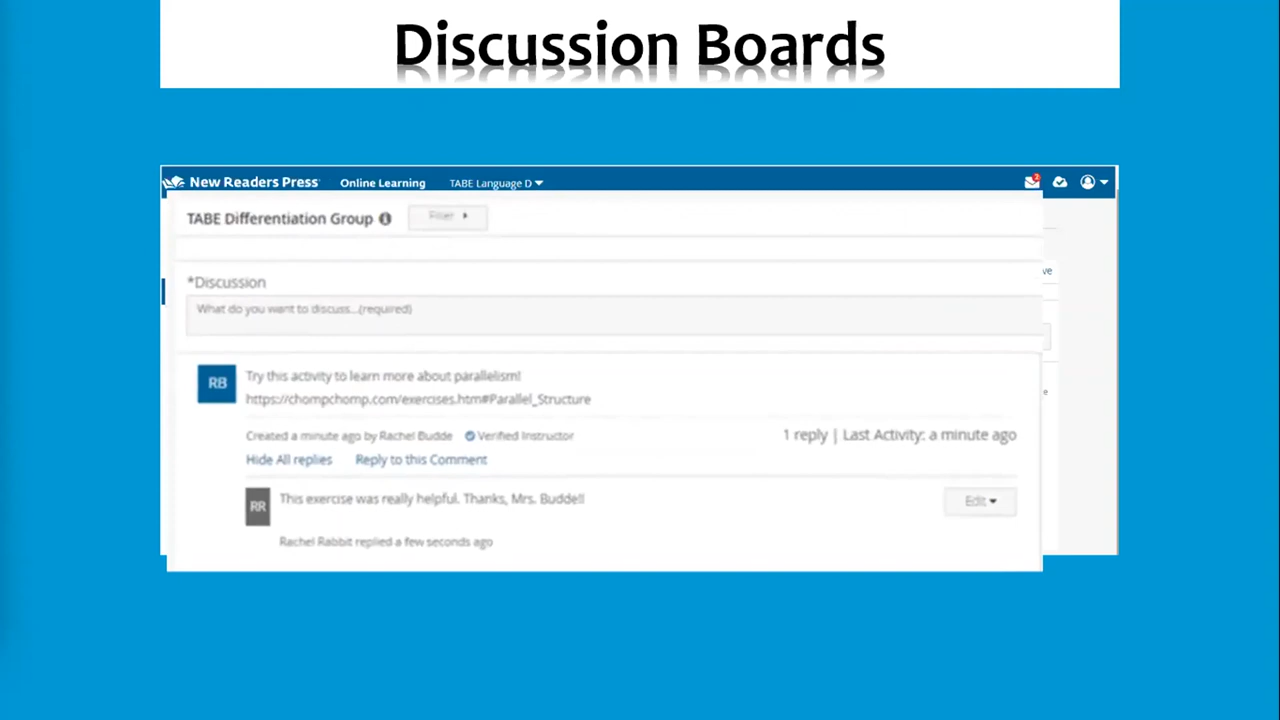 Discussion Boards
New Readers Press Online Learning TABE Language D
2
TABE Differentiation Group Filter
ve
*Discussion
What do you want to discuss...(required)
RB
Try this activity to learn more about parallelism!
https://chompchomp.com/exercises.htm#Parallel_Structure
e
Created a minute ago by Rachel Budde Verified Instructor
1 reply | Last Activity: a minute ago
Hide All replies Reply to this Comment
RR
This exercise was really helpful. Thanks, Mrs. Budde!!
Edit
Rachel Rabbit replied a few seconds ago